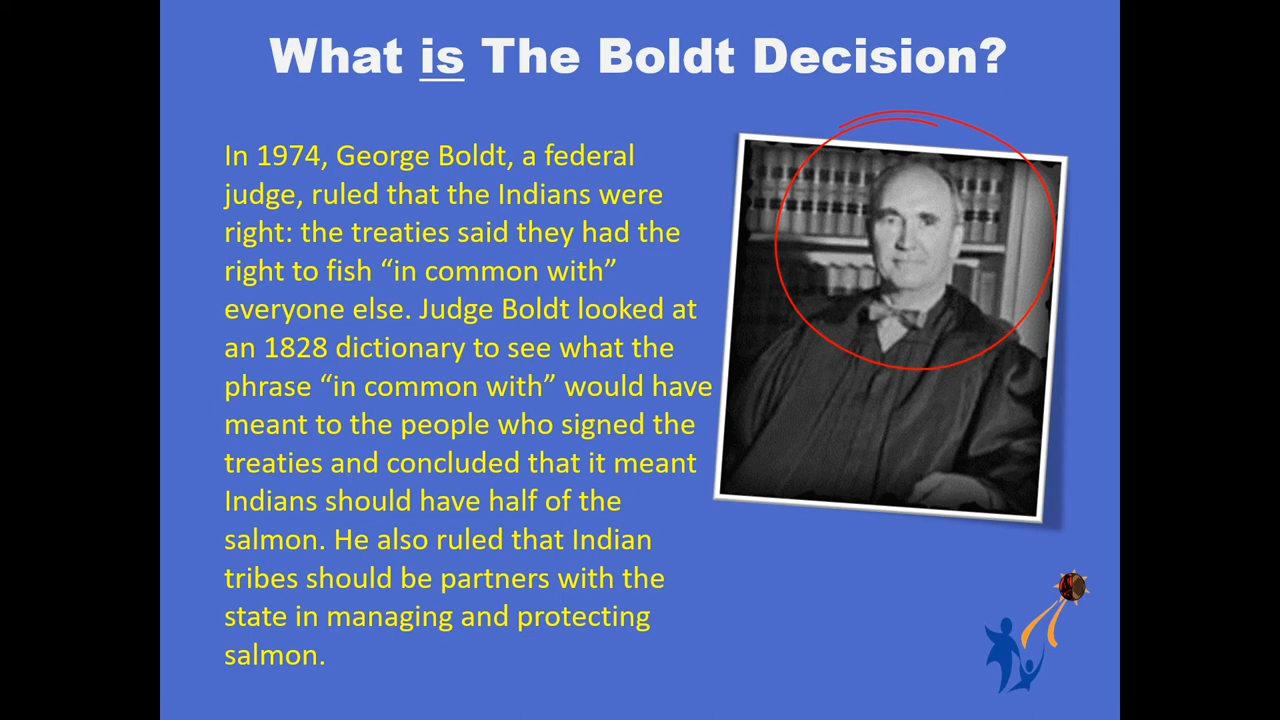 What is The Boldt Decision?
In 1974, George Boldt, a federal
judge, ruled that the Indians were
right: the treaties said they had the
right to fish “in common with”
everyone else. Judge Boldt looked at
an 1828 dictionary to see what the
phrase “in common with” would have
meant to the people who signed the
treaties and concluded that it meant
Indians should have half of the
salmon. He also ruled that Indian
tribes should be partners with the
state in managing and protecting
salmon.